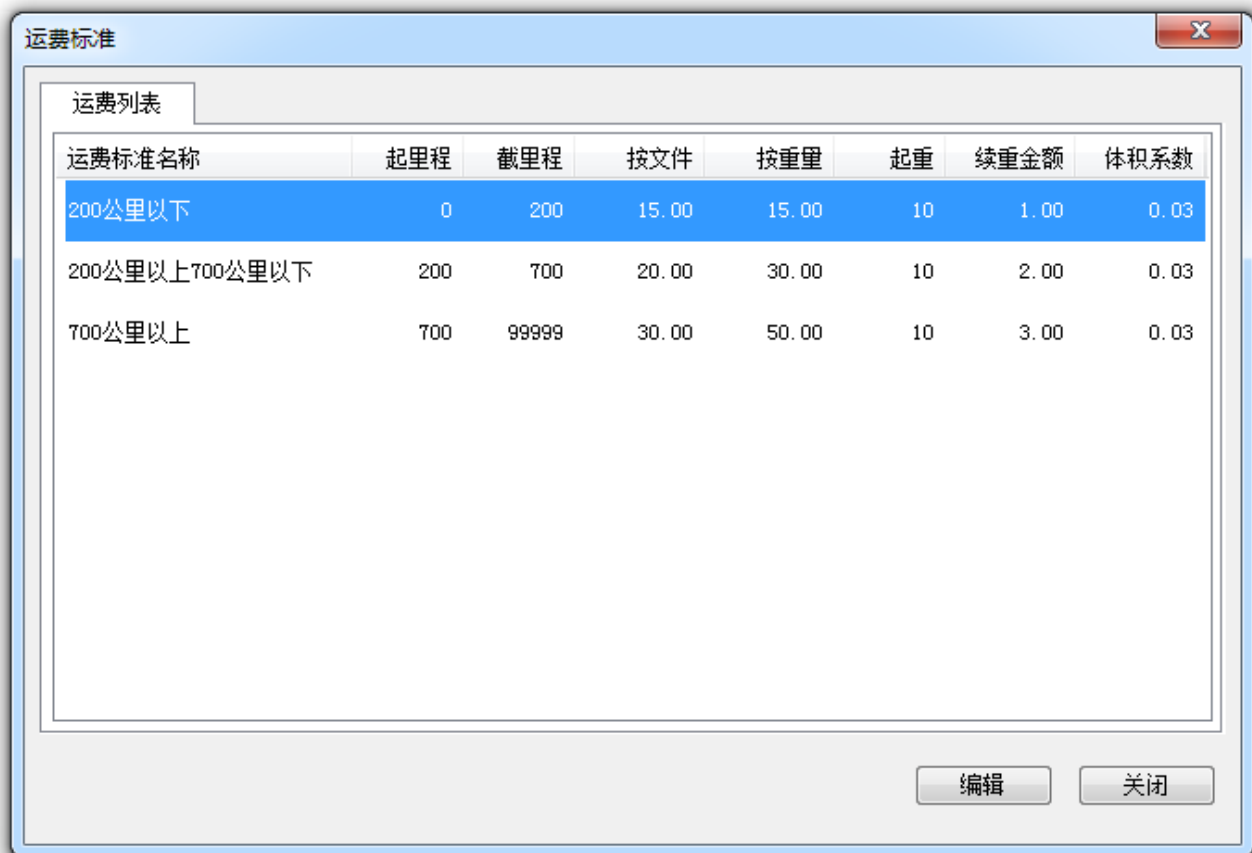 运费标准
运费列表
运费标准名称 起里程 截里程 按文件 按重量 起重 续重金额 体积系数
200公里以下 0 200 15.00 15.00 10 1.00 0.03
200公里以上700公里以下 200 700 20.00 30.00 10 2.00 0.03
700公里以上 700 99999 30.00 50.00 10 3.00 0.03
编辑 关闭